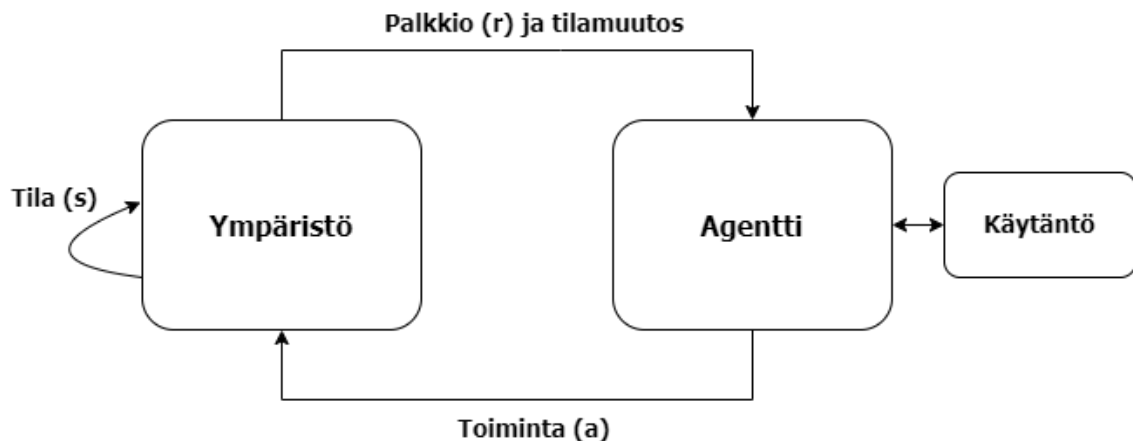 Palkkio (r) ja tilamuutos
Tila (s)
Ympäristö
Agentti
Käytäntö
Toiminta (a)